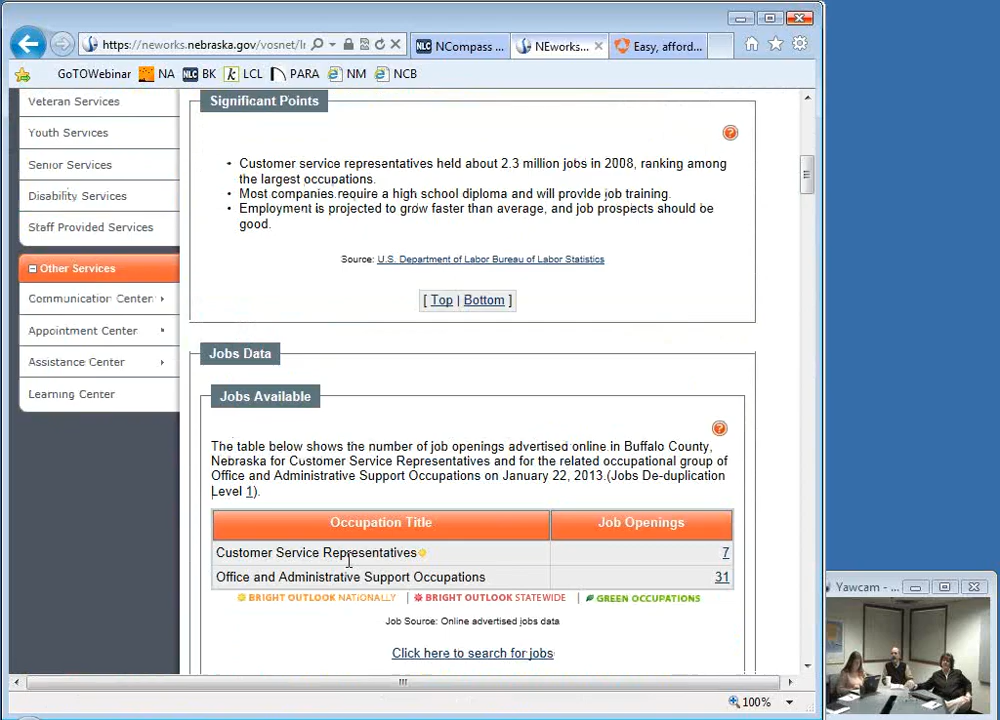 https://neworks.nebraska.gov/vosnet/lr
NCompass ...
NEworks...
Easy, afford...
GoTOWebinar NA NLC BK k LCL PARA NM NCB
Veteran Services
Youth Services
Senior Services
Disability Services
Staff Provided Services
Other Services
Communication Center
Appointment Center
Assistance Center
Learning Center
Significant Points
?
• Customer service representatives held about 2.3 million jobs in 2008, ranking among
the largest occupations.
• Most companies require a high school diploma and will provide job training.
• Employment is projected to grow faster than average, and job prospects should be
good.
Source: U.S. Department of Labor Bureau of Labor Statistics
[ Top | Bottom ]
Jobs Data
Jobs Available
?
The table below shows the number of job openings advertised online in Buffalo County,
Nebraska for Customer Service Representatives and for the related occupational group of
Office and Administrative Support Occupations on January 22, 2013.(Jobs De-duplication
Level 1).
Occupation Title Job Openings
Customer Service Representatives 7
Office and Administrative Support Occupations 31
BRIGHT OUTLOOK NATIONALLY | BRIGHT OUTLOOK STATEWIDE | GREEN OCCUPATIONS
Job Source: Online advertised jobs data
Click here to search for jobs
100%
Yawcam - ...